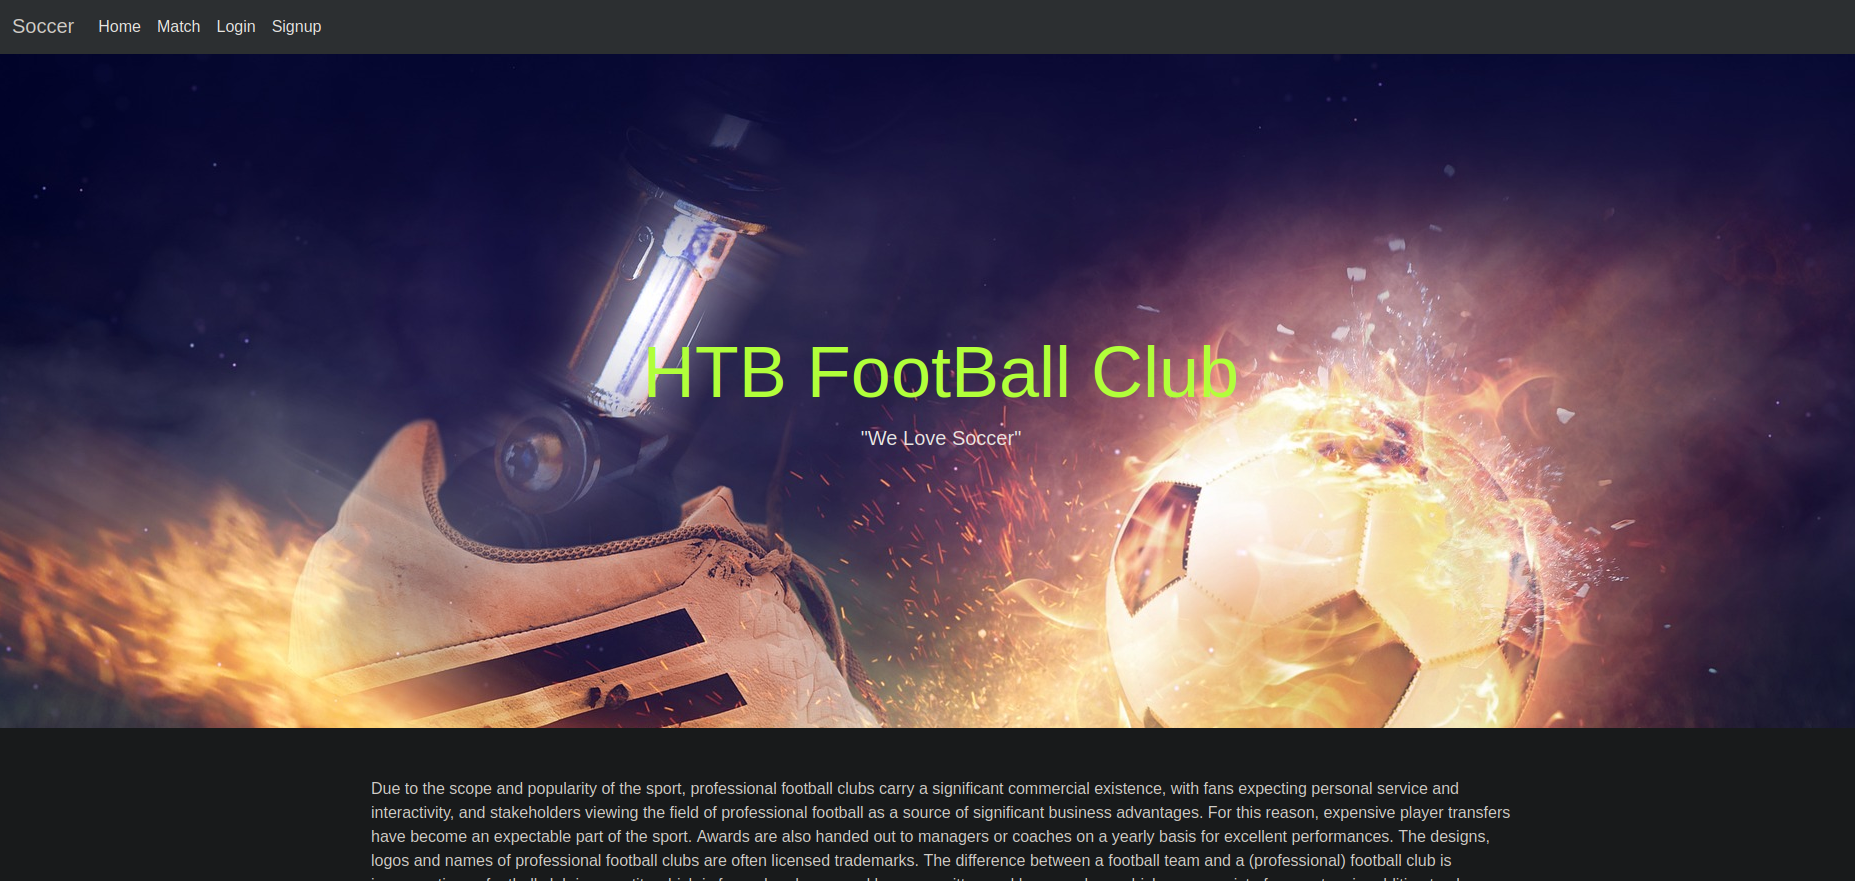 Soccer Home Match Login Signup
HTB FootBall Club
"We Love Soccer"
Due to the scope and popularity of the sport, professional football clubs carry a significant commercial existence, with fans expecting personal service and
interactivity, and stakeholders viewing the field of professional football as a source of significant business advantages. For this reason, expensive player transfers
have become an expectable part of the sport. Awards are also handed out to managers or coaches on a yearly basis for excellent performances. The designs,
logos and names of professional football clubs are often licensed trademarks. The difference between a football team and a (professional) football club is